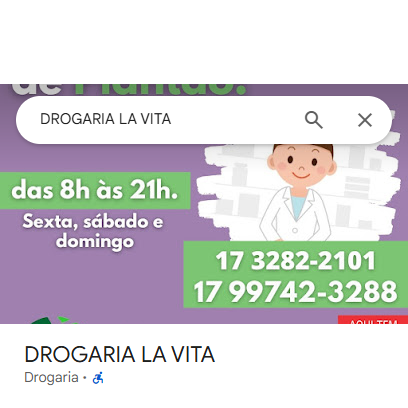 de Plantão.
DROGARIA LA VITA
das 8h às 21h.
Sexta, sábado e
domingo
17 3282-2101
17 99742-3288
AQUI TEM
DROGARIA LA VITA
Drogaria ·